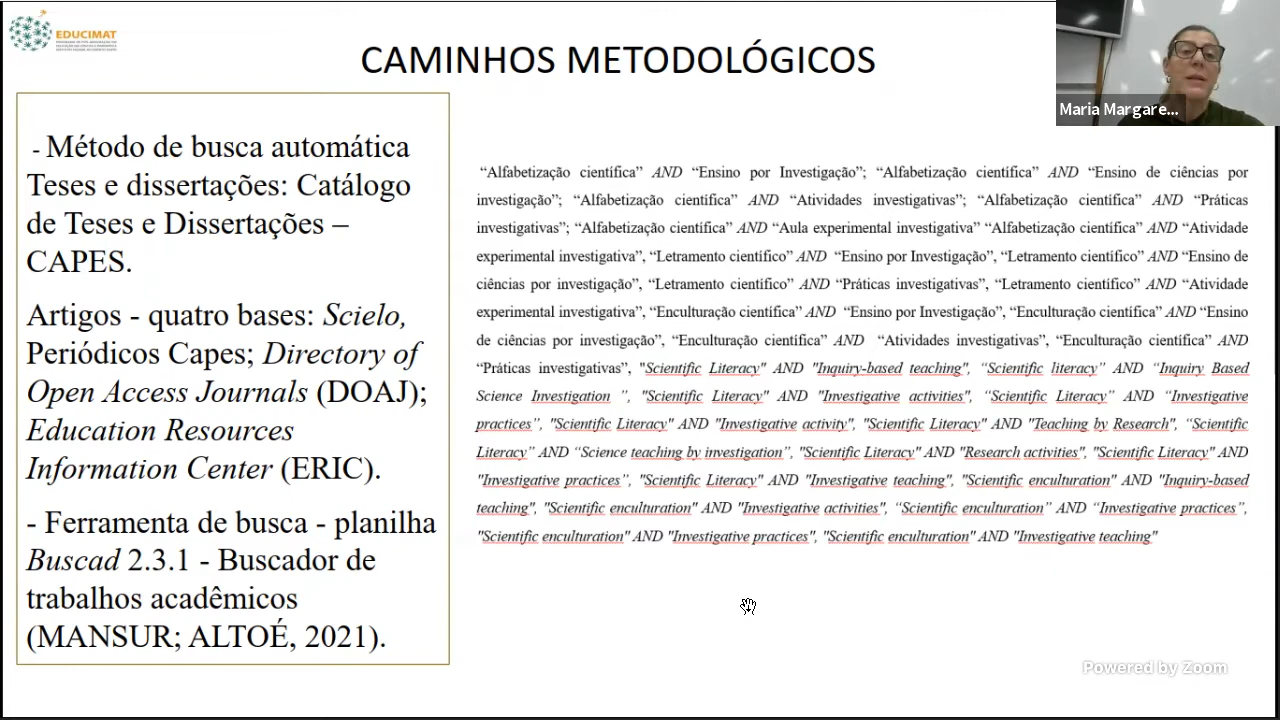 EDUCIMAT
CAMINHOS METODOLÓGICOS
Maria Margare...
- Método de busca automática
Teses e dissertações: Catálogo
de Teses e Dissertações –
CAPES.
Artigos - quatro bases: Scielo,
Periódicos Capes; Directory of
Open Access Journals (DOAJ);
Education Resources
Information Center (ERIC).
- Ferramenta de busca - planilha
Buscad 2.3.1 - Buscador de
trabalhos acadêmicos
(MANSUR; ALTOÉ, 2021).
“Alfabetização científica” AND “Ensino por Investigação”; “Alfabetização científica” AND “Ensino de ciências por
investigação”; “Alfabetização científica” AND “Atividades investigativas”; “Alfabetização científica” AND “Práticas
investigativas”; “Alfabetização científica” AND “Aula experimental investigativa” “Alfabetização científica” AND “Atividade
experimental investigativa”, “Letramento científico” AND “Ensino por Investigação”, “Letramento científico” AND “Ensino de
ciências por investigação”, “Letramento científico” AND “Práticas investigativas”, “Letramento científico” AND “Atividade
experimental investigativa”, “Enculturação científica” AND “Ensino por Investigação”, “Enculturação científica” AND “Ensino
de ciências por investigação”, “Enculturação científica” AND “Atividades investigativas”, “Enculturação científica” AND
“Práticas investigativas”, "Scientific Literacy" AND "Inquiry-based teaching", “Scientific literacy” AND “Inquiry Based
Science Investigation ”, "Scientific Literacy" AND "Investigative activities", “Scientific Literacy” AND “Investigative
practices”, "Scientific Literacy" AND "Investigative activity", "Scientific Literacy" AND "Teaching by Research", “Scientific
Literacy” AND “Science teaching by investigation”, "Scientific Literacy" AND "Research activities", "Scientific Literacy" AND
"Investigative practices”, "Scientific Literacy" AND "Investigative teaching", "Scientific enculturation" AND "Inquiry-based
teaching", "Scientific enculturation" AND "Investigative activities", “Scientific enculturation” AND “Investigative practices”,
"Scientific enculturation" AND "Investigative practices", "Scientific enculturation" AND "Investigative teaching"
Powered by Zoom